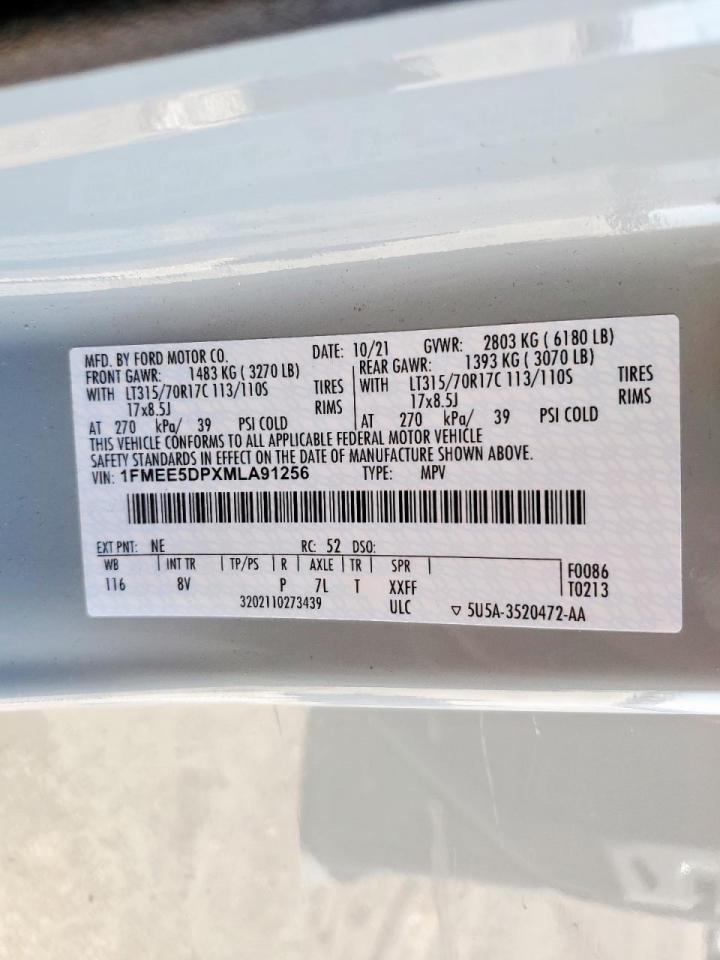 MFD. BY FORD MOTOR CO. DATE: 10/21 GVWR: 2803 KG ( 6180 LB)
FRONT GAWR: 1483 KG ( 3270 LB) REAR GAWR: 1393 KG ( 3070 LB)
WITH LT315/70R17C 113/110S TIRES WITH LT315/70R17C 113/110S TIRES
17x8.5J RIMS 17x8.5J RIMS
AT 270 kPa/ 39 PSI COLD AT 270 kPa/ 39 PSI COLD
THIS VEHICLE CONFORMS TO ALL APPLICABLE FEDERAL MOTOR VEHICLE
SAFETY STANDARDS IN EFFECT ON THE DATE OF MANUFACTURE SHOWN ABOVE.
VIN: 1FMEE5DPXMLA91256 TYPE: MPV
EXT PNT: NE RC: 52 DSO:
WB INT TR TP/PS R AXLE TR SPR F0086
116 8V P 7L T XXFF T0213
3202110273439 ULC ▽ 5U5A-3520472-AA